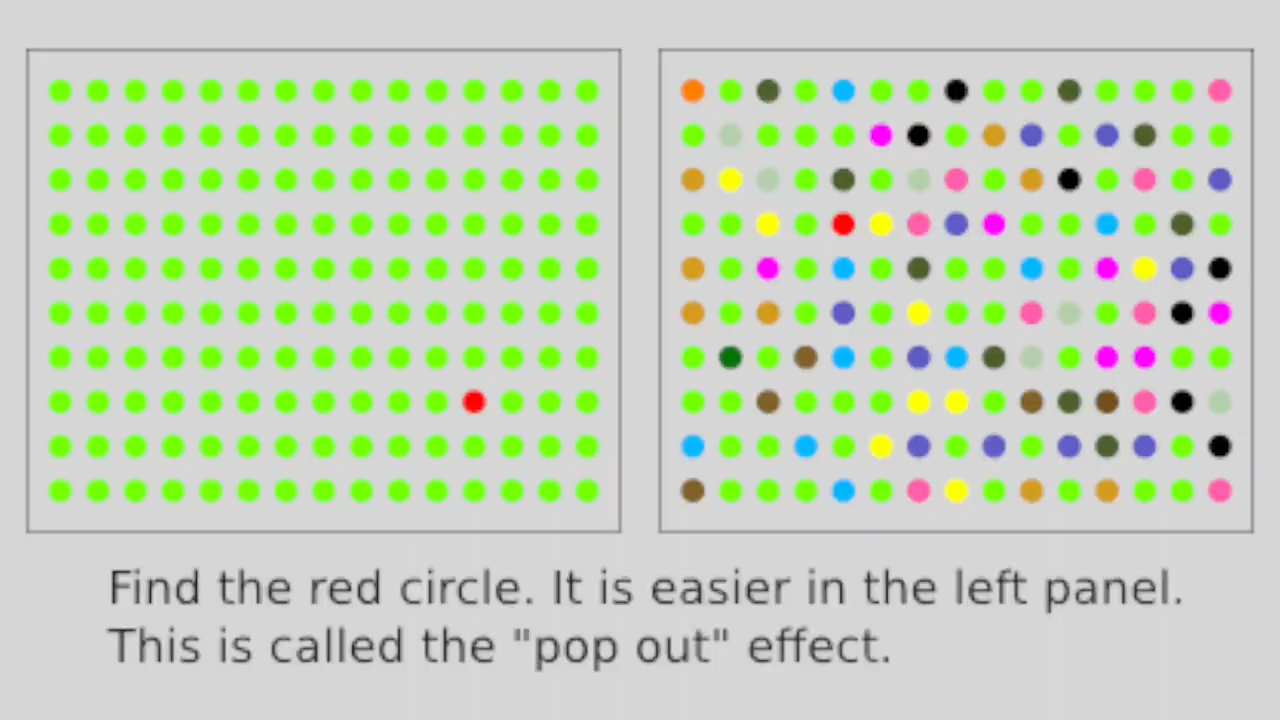 Find the red circle. It is easier in the left panel.
This is called the "pop out" effect.